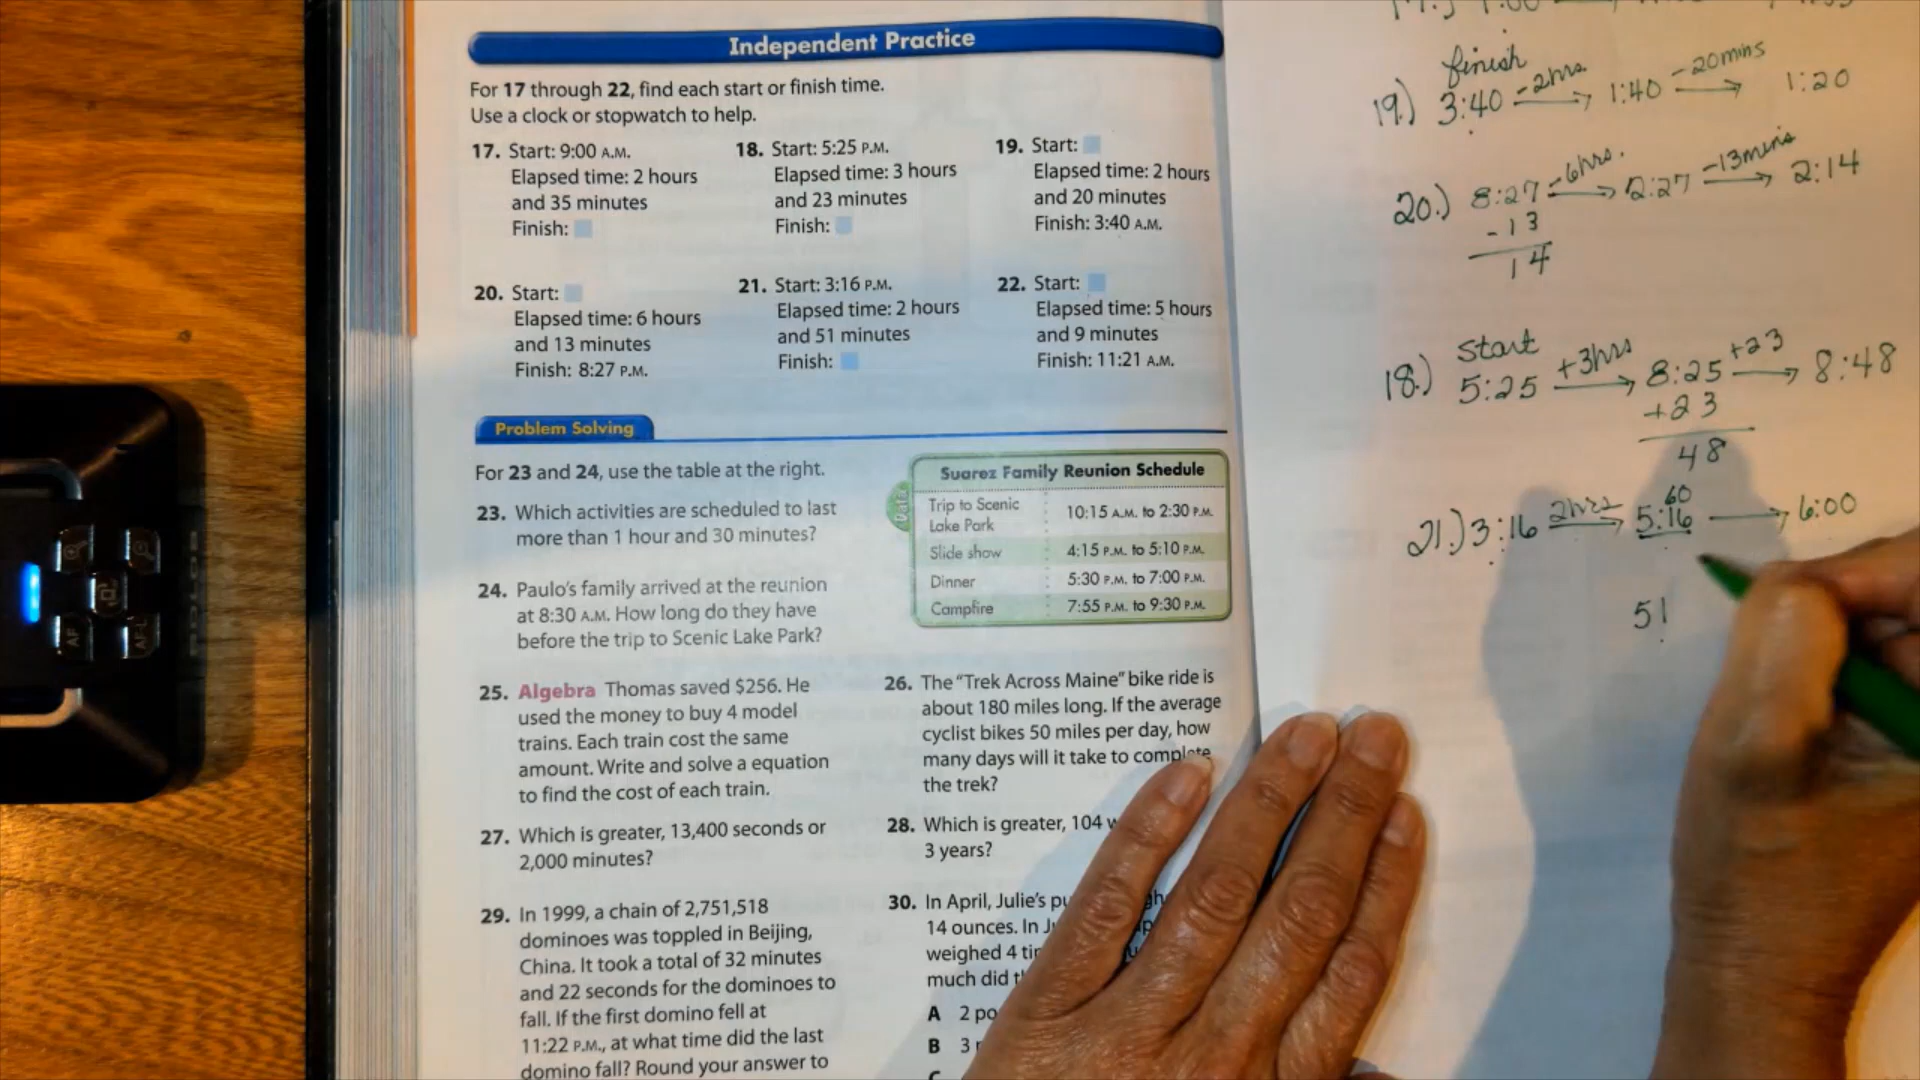 Independent Practice
For 17 through 22, find each start or finish time.
Use a clock or stopwatch to help.
17. Start: 9:00 A.M.
Elapsed time: 2 hours
and 35 minutes
Finish:
18. Start: 5:25 P.M.
Elapsed time: 3 hours
and 23 minutes
Finish:
19. Start:
Elapsed time: 2 hours
and 20 minutes
Finish: 3:40 A.M.
20. Start:
Elapsed time: 6 hours
and 13 minutes
Finish: 8:27 P.M.
21. Start: 3:16 P.M.
Elapsed time: 2 hours
and 51 minutes
Finish:
22. Start:
Elapsed time: 5 hours
and 9 minutes
Finish: 11:21 A.M.
Problem Solving
For 23 and 24, use the table at the right.
23. Which activities are scheduled to last
more than 1 hour and 30 minutes?
24. Paulo's family arrived at the reunion
at 8:30 A.M. How long do they have
before the trip to Scenic Lake Park?
Data
Suarez Family Reunion Schedule
Trip to Scenic
Lake Park : 10:15 A.M. to 2:30 P.M.
Slide show : 4:15 P.M. to 5:10 P.M.
Dinner : 5:30 P.M. to 7:00 P.M.
Campfire : 7:55 P.M. to 9:30 P.M.
25. Algebra Thomas saved $256. He
used the money to buy 4 model
trains. Each train cost the same
amount. Write and solve a equation
to find the cost of each train.
26. The "Trek Across Maine" bike ride is
about 180 miles long. If the average
cyclist bikes 50 miles per day, how
many days will it take to complete
the trek?
27. Which is greater, 13,400 seconds or
2,000 minutes?
28. Which is greater, 104 w
3 years?
29. In 1999, a chain of 2,751,518
dominoes was toppled in Beijing,
China. It took a total of 32 minutes
and 22 seconds for the dominoes to
fall. If the first domino fell at
11:22 P.M., at what time did the last
domino fall? Round your answer to
30. In April, Julie's pu
14 ounces. In
weighed 4
much did
A 2 po
B 3
finish
19.) 3:40 -2hrs. → 1:40 -20mins → 1:20
20.) 8:27 -6hrs. → 2:27 -13mins → 2:14
-13
14
Start
18.) 5:25 +3hrs → 8:25 +23 → 8:48
+23
48
60
21.) 3:16 2hrs → 5:16 → 6:00
51
AF
AF-L